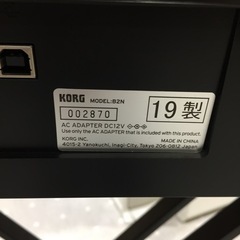 KORG MODEL:B2N
002870
AC ADAPTER DC12V
Use only the AC ADAPTER that is included with this product.
KORG INC.
4015-2 Yanokuchi, Inagi-City, Tokyo 206-0812 Japan
MADE IN CHINA
19製